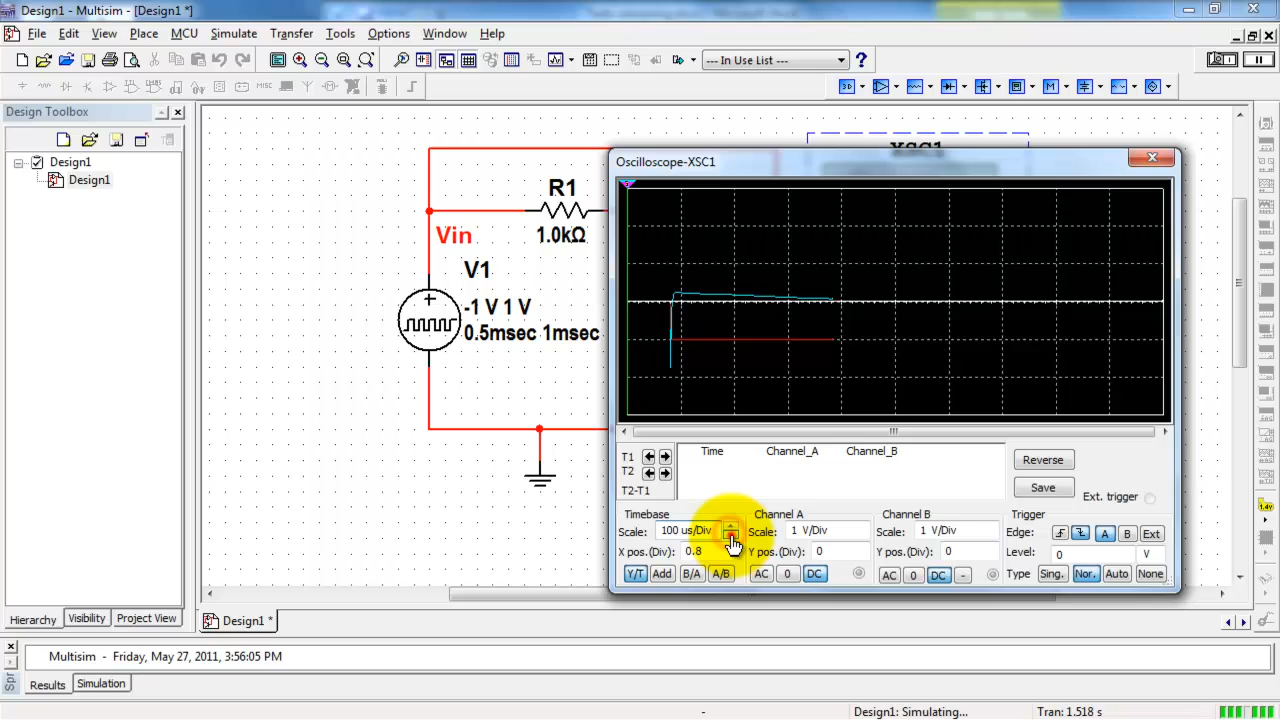 Design1 - Multisim - [Design1 *]
File Edit View Place MCU Simulate Transfer Tools Options Window Help
--- In Use List ---
Design Toolbox
Design1
Design1
XSC1
R1
1.0kΩ
Vin
V1
-1 V 1 V
0.5msec 1msec
Oscilloscope-XSC1
Time Channel_A Channel_B
T1
T2
T2-T1
Reverse
Save
Ext. trigger
Timebase
Scale: 100 us/Div
X pos.(Div): 0.8
Y/T Add B/A A/B
Channel A
Scale: 1 V/Div
Y pos.(Div): 0
AC 0 DC
Channel B
Scale: 1 V/Div
Y pos.(Div): 0
AC 0 DC -
Trigger
Edge: A B Ext
Level: 0 V
Type Sing. Nor. Auto None
Hierarchy Visibility Project View
Design1 *
Multisim - Friday, May 27, 2011, 3:56:05 PM
Results Simulation
Spr
- Design1: Simulating... Tran: 1.518 s